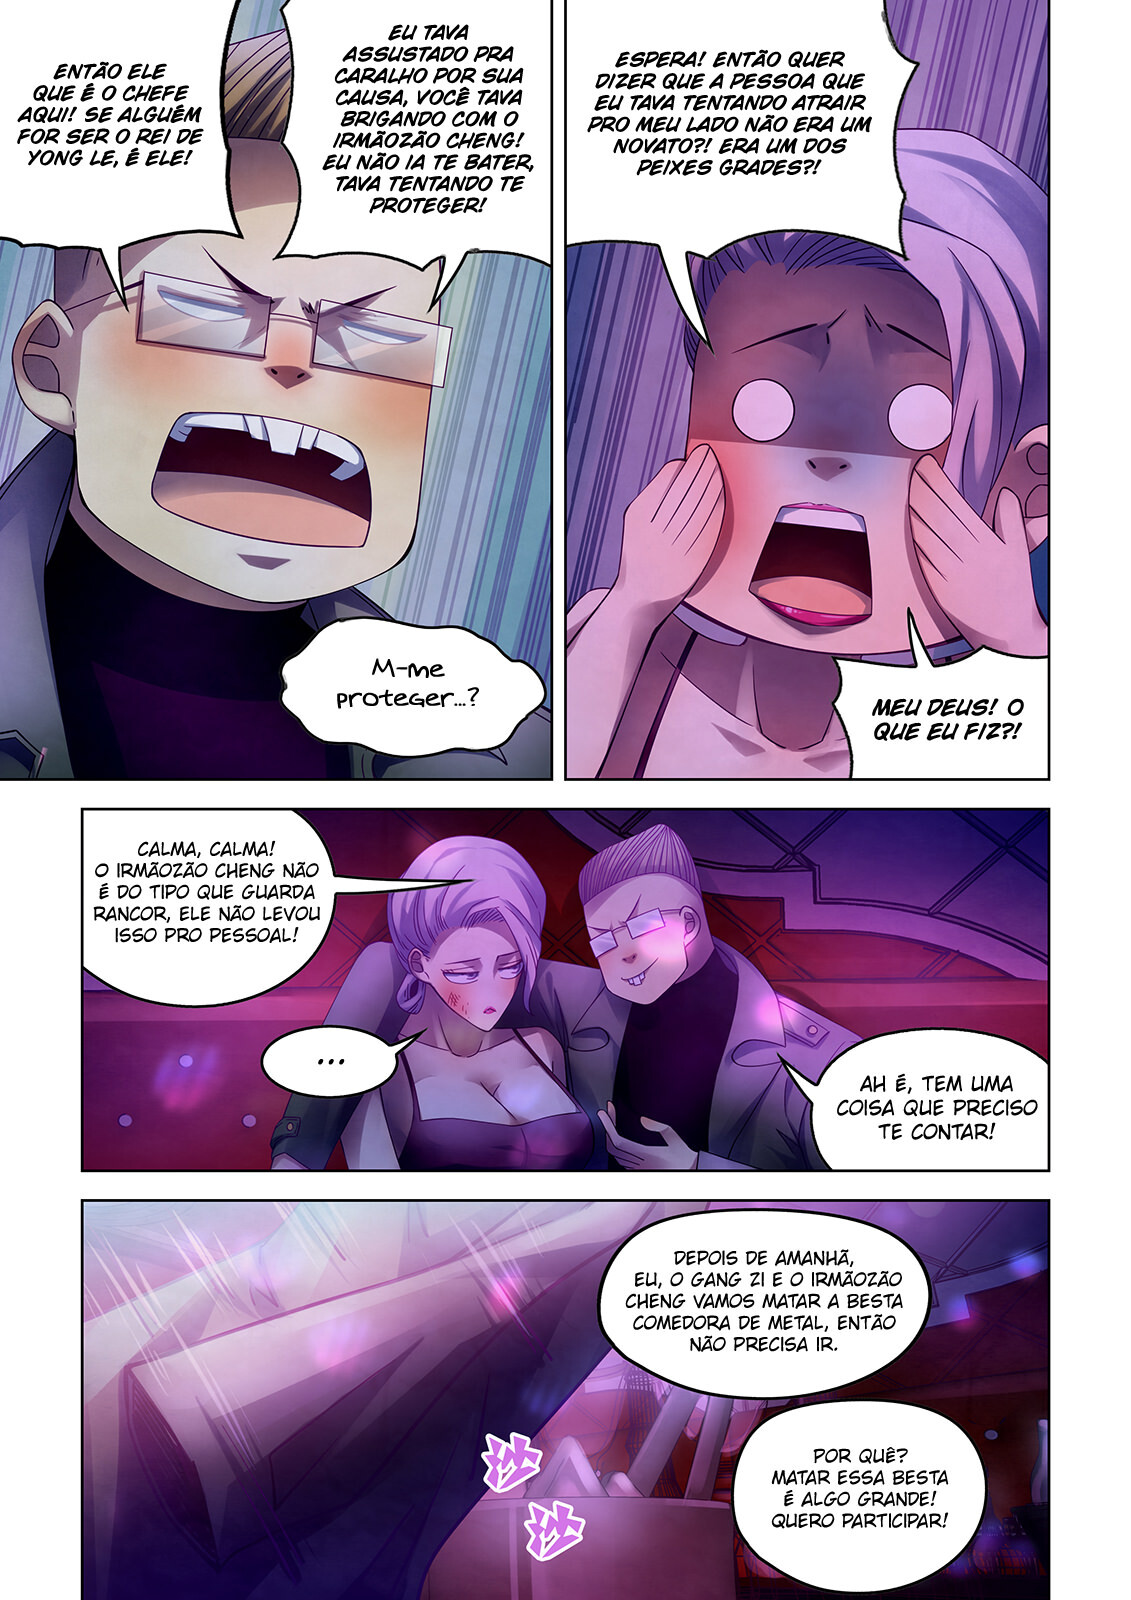 ENTÃO ELE
QUE É O CHEFE
AQUI! SE ALGUÉM
FOR SER O REI DE
YONG LE, É ELE!
EU TAVA
ASSUSTADO PRA
CARALHO POR SUA
CAUSA, VOCÊ TAVA
BRIGANDO COM O
IRMÃOZÃO CHENG!
EU NÃO IA TE BATER,
TAVA TENTANDO TE
PROTEGER!
M-me
proteger...?
ESPERA! ENTÃO QUER
DIZER QUE A PESSOA QUE
EU TAVA TENTANDO ATRAIR
PRO MEU LADO NÃO ERA UM
NOVATO?! ERA UM DOS
PEIXES GRADES?!
MEU DEUS! O
QUE EU FIZ?!
CALMA, CALMA!
O IRMÃOZÃO CHENG NÃO
É DO TIPO QUE GUARDA
RANCOR, ELE NÃO LEVOU
ISSO PRO PESSOAL!
...
AH É, TEM UMA
COISA QUE PRECISO
TE CONTAR!
DEPOIS DE AMANHÃ,
EU, O GANG ZI E O IRMÃOZÃO
CHENG VAMOS MATAR A BESTA
COMEDORA DE METAL, ENTÃO
NÃO PRECISA IR.
POR QUÊ?
MATAR ESSA BESTA
É ALGO GRANDE!
QUERO PARTICIPAR!
沙
沙